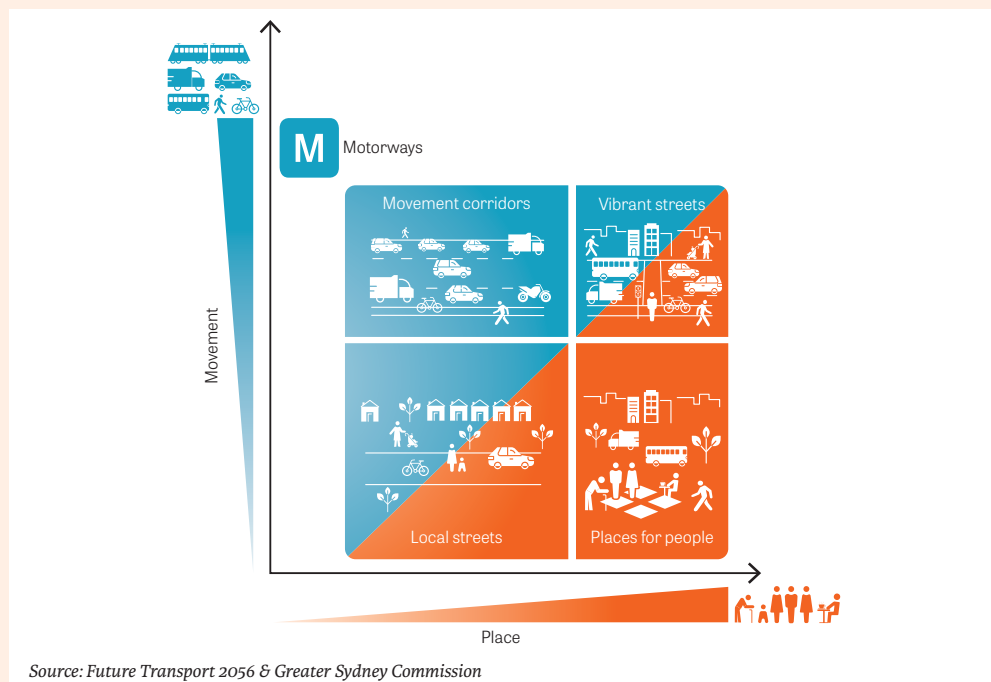 M Motorways
Movement corridors
Vibrant streets
Movement
Local streets
Places for people
Place
Source: Future Transport 2056 & Greater Sydney Commission